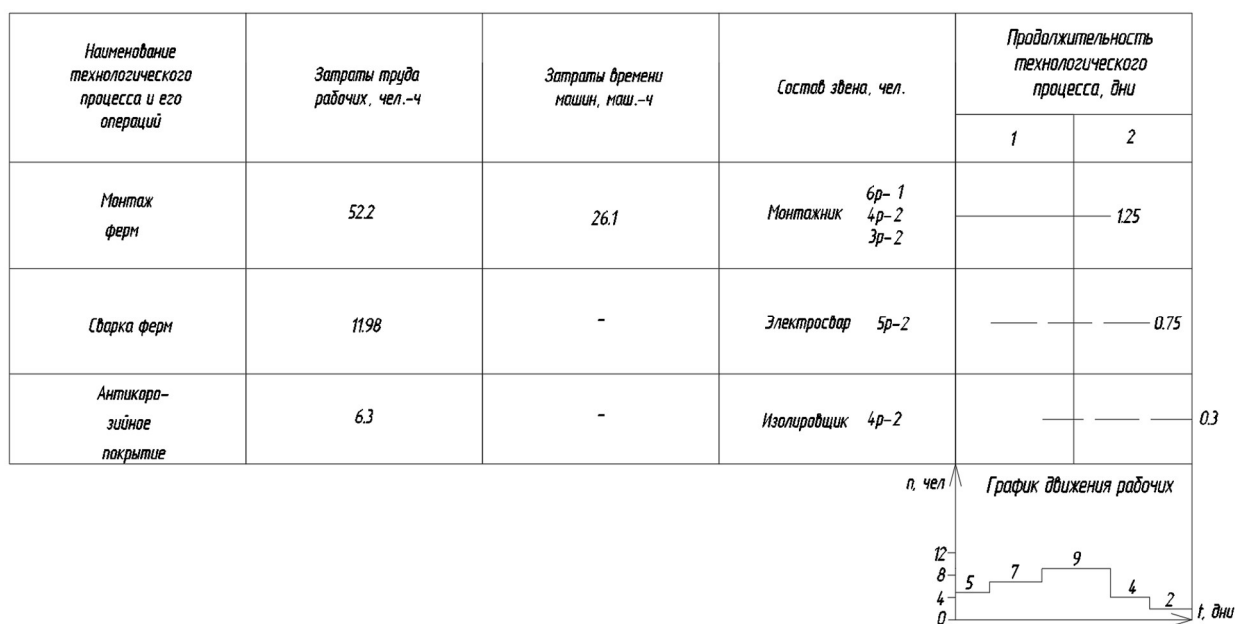 Наименование
технологического
процесса и его
операций
Затраты труда
рабочих, чел.-ч
Затраты времени
машин, маш.-ч
Состав звена, чел.
Продолжительность
технологического
процесса, дни
1 2
Монтаж
ферм
52.2
26.1
Монтажник
6р- 1
4р-2
3р-2
1.25
Сварка ферм
11.98
-
Электросвар 5р-2
0.75
Антикоро-
зийное
покрытие
6.3
-
Изолировщик 4р-2
0.3
n, чел
График движения рабочих
12
8
4
0
5 7 9 4 2
t, дни